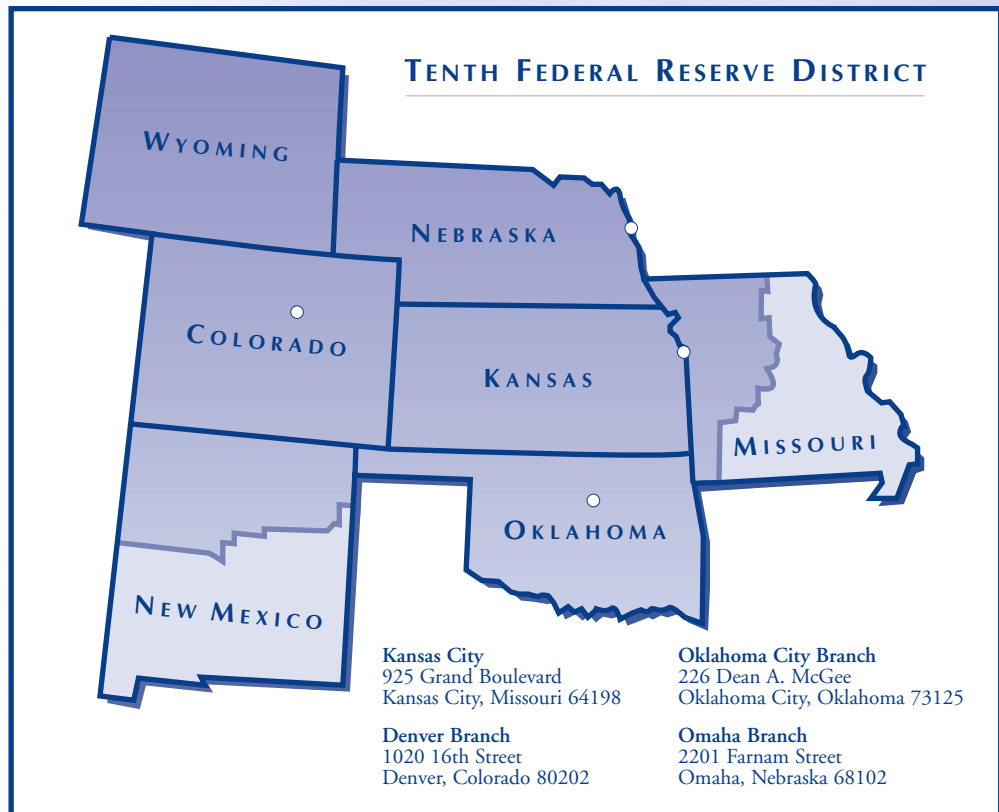 TENTH FEDERAL RESERVE DISTRICT
WYOMING
NEBRASKA
COLORADO
KANSAS
MISSOURI
OKLAHOMA
NEW MEXICO
Kansas City
925 Grand Boulevard
Kansas City, Missouri 64198
Oklahoma City Branch
226 Dean A. McGee
Oklahoma City, Oklahoma 73125
Denver Branch
1020 16th Street
Denver, Colorado 80202
Omaha Branch
2201 Farnam Street
Omaha, Nebraska 68102